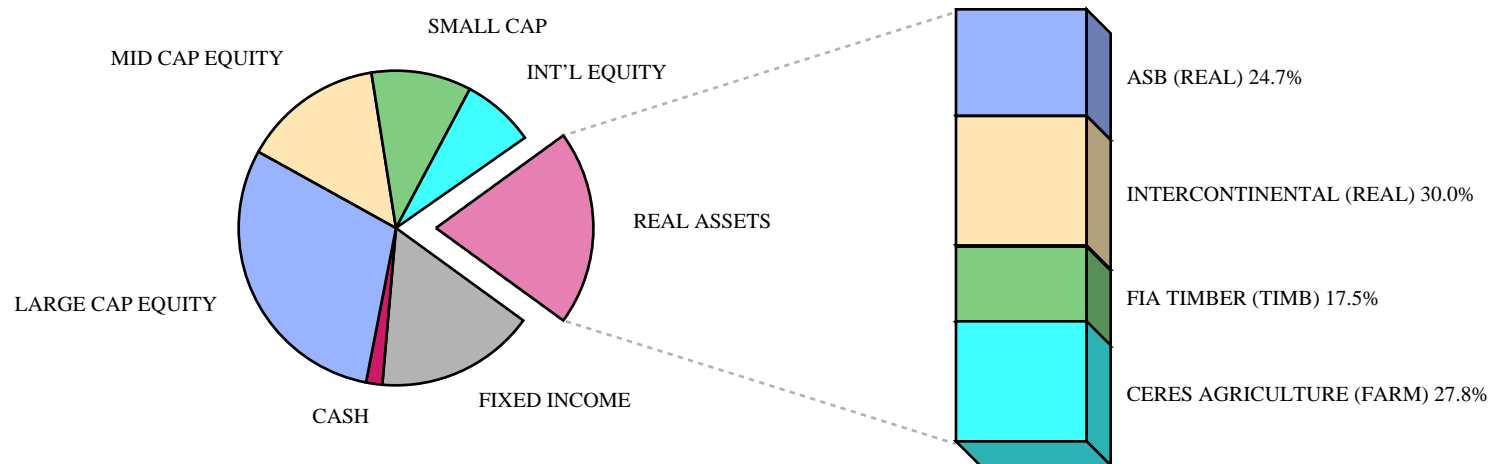 SMALL CAP
MID CAP EQUITY
INT'L EQUITY
REAL ASSETS
LARGE CAP EQUITY
FIXED INCOME
CASH
ASB (REAL) 24.7%
INTERCONTINENTAL (REAL) 30.0%
FIA TIMBER (TIMB) 17.5%
CERES AGRICULTURE (FARM) 27.8%